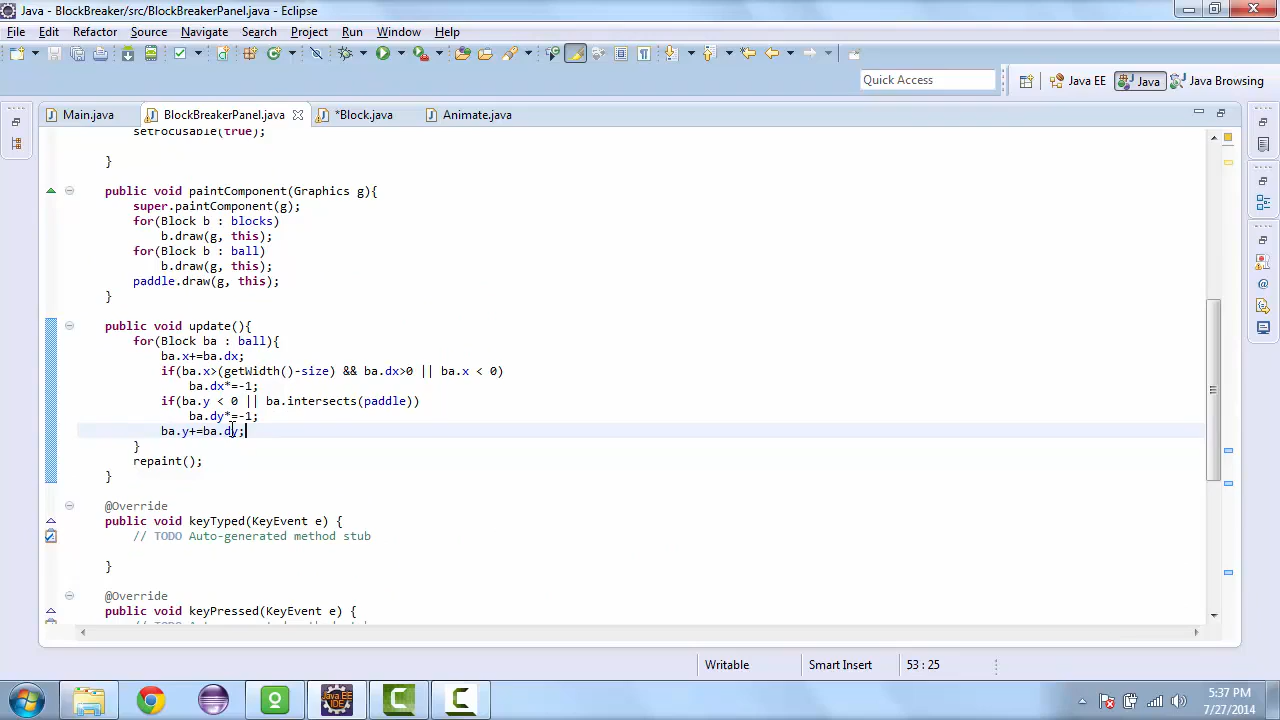 Java - BlockBreaker/src/BlockBreakerPanel.java - Eclipse
File Edit Refactor Source Navigate Search Project Run Window Help
Quick Access
Java EE Java Java Browsing
Main.java BlockBreakerPanel.java *Block.java Animate.java
setFocusable(true);
}
public void paintComponent(Graphics g){
super.paintComponent(g);
for(Block b : blocks)
b.draw(g, this);
for(Block b : ball)
b.draw(g, this);
paddle.draw(g, this);
}
public void update(){
for(Block ba : ball){
ba.x+=ba.dx;
if(ba.x>(getWidth()-size) && ba.dx>0 || ba.x < 0)
ba.dx*=-1;
if(ba.y < 0 || ba.intersects(paddle))
ba.dy*=-1;
ba.y+=ba.dy;
}
repaint();
}
@Override
public void keyTyped(KeyEvent e) {
// TODO Auto-generated method stub
}
@Override
public void keyPressed(KeyEvent e) {
Writable Smart Insert 53 : 25
Java EE
IDE
5:37 PM
7/27/2014